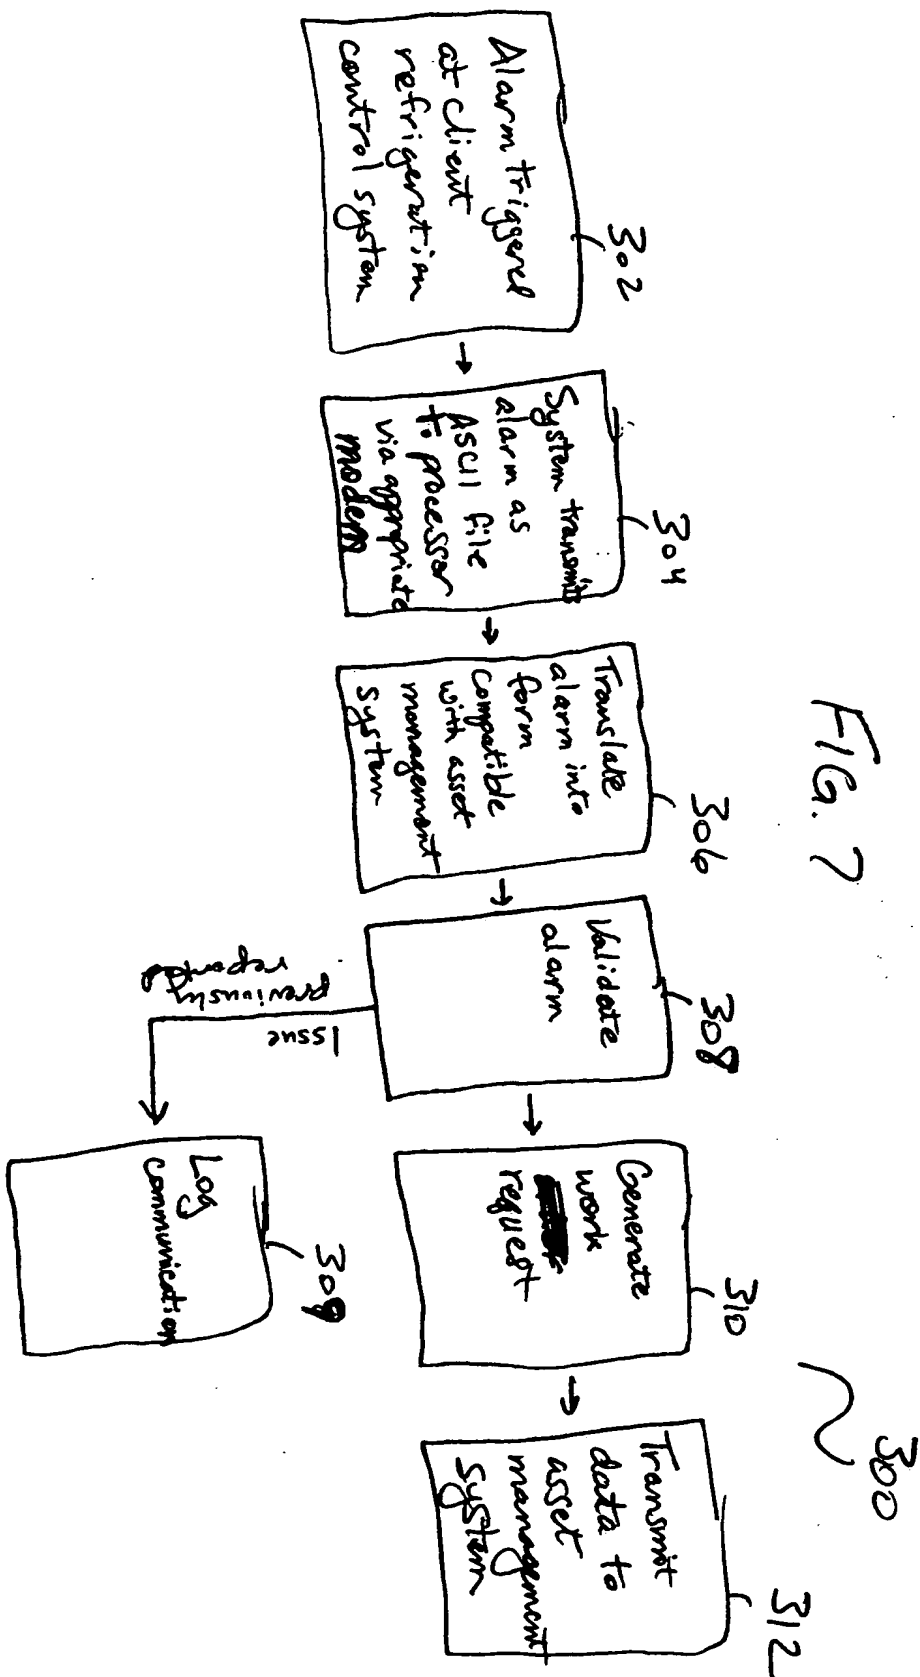 FIG. 7
300
302
Alarm triggered
at client
refrigeration
control system
304
System transmits
alarm as
ASCII file
to processor
via appropriate
modem
306
Translate
alarm into
form
compatible
with asset
management
system
308
Validate
alarm
Issue
previously
reported
309
Log
communication
310
Generate
work
request
312
Transmit
data to
asset
management
system